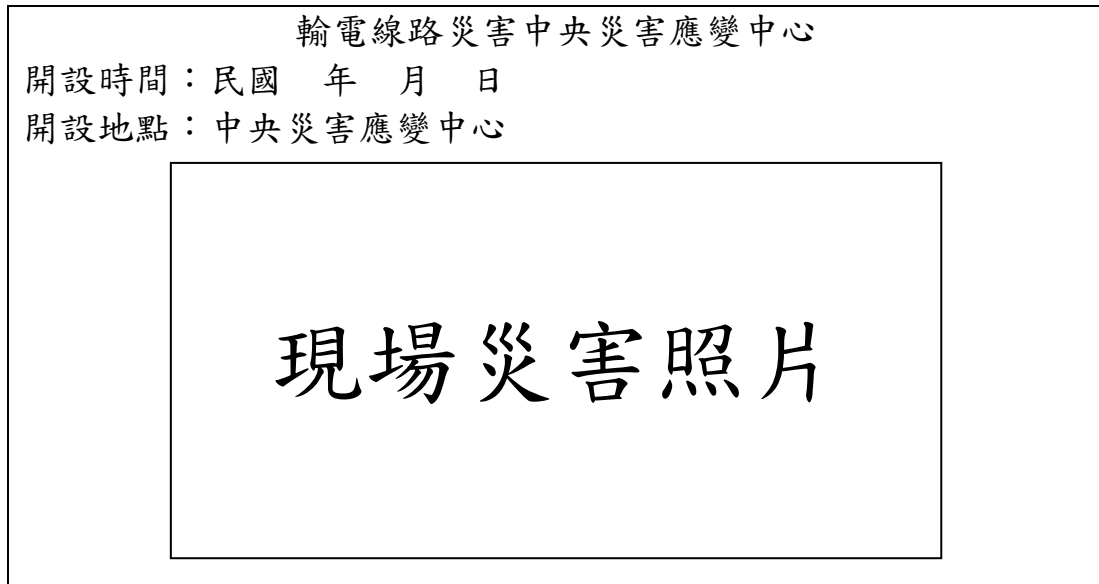 輸電線路災害中央災害應變中心
開設時間：民國　年　月　日
開設地點：中央災害應變中心
現場災害照片